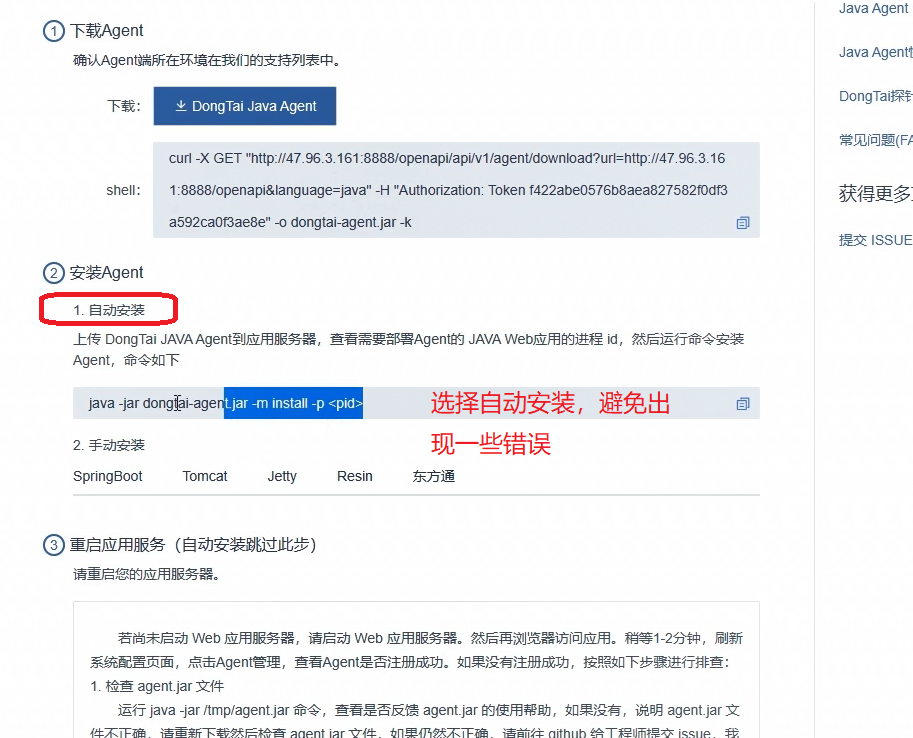 ① 下载Agent
确认Agent端所在环境在我们的支持列表中。
下载：
DongTai Java Agent
shell：
curl -X GET "http://47.96.3.161:8888/openapi/api/v1/agent/download?url=http://47.96.3.16
1:8888/openapi&language=java" -H "Authorization: Token f422abe0576b8aea827582f0df3
a592ca0f3ae8e" -o dongtai-agent.jar -k
② 安装Agent
1. 自动安装
上传 DongTai JAVA Agent到应用服务器，查看需要部署Agent的 JAVA Web应用的进程 id，然后运行命令安装
Agent，命令如下
java -jar dongtai-agent.jar -m install -p <pid>
选择自动安装，避免出
现一些错误
2. 手动安装
SpringBoot
Tomcat
Jetty
Resin
东方通
③ 重启应用服务（自动安装跳过此步）
请重启您的应用服务器。
若尚未启动 Web 应用服务器，请启动 Web 应用服务器。然后再浏览器访问应用。稍等1-2分钟，刷新
系统配置页面，点击Agent管理，查看Agent是否注册成功。如果没有注册成功，按照如下步骤进行排查：
1. 检查 agent.jar 文件
运行 java -jar /tmp/agent.jar 命令，查看是否反馈 agent.jar 的使用帮助，如果没有，说明 agent.jar 文
件不正确，请重新下载然后检查 agent.jar 文件，如果仍然不正确，请前往 github 给工程师提交 issue，我
Java Agent
Java Agent
DongTai探针
常见问题(FA
获得更多
提交 ISSUE